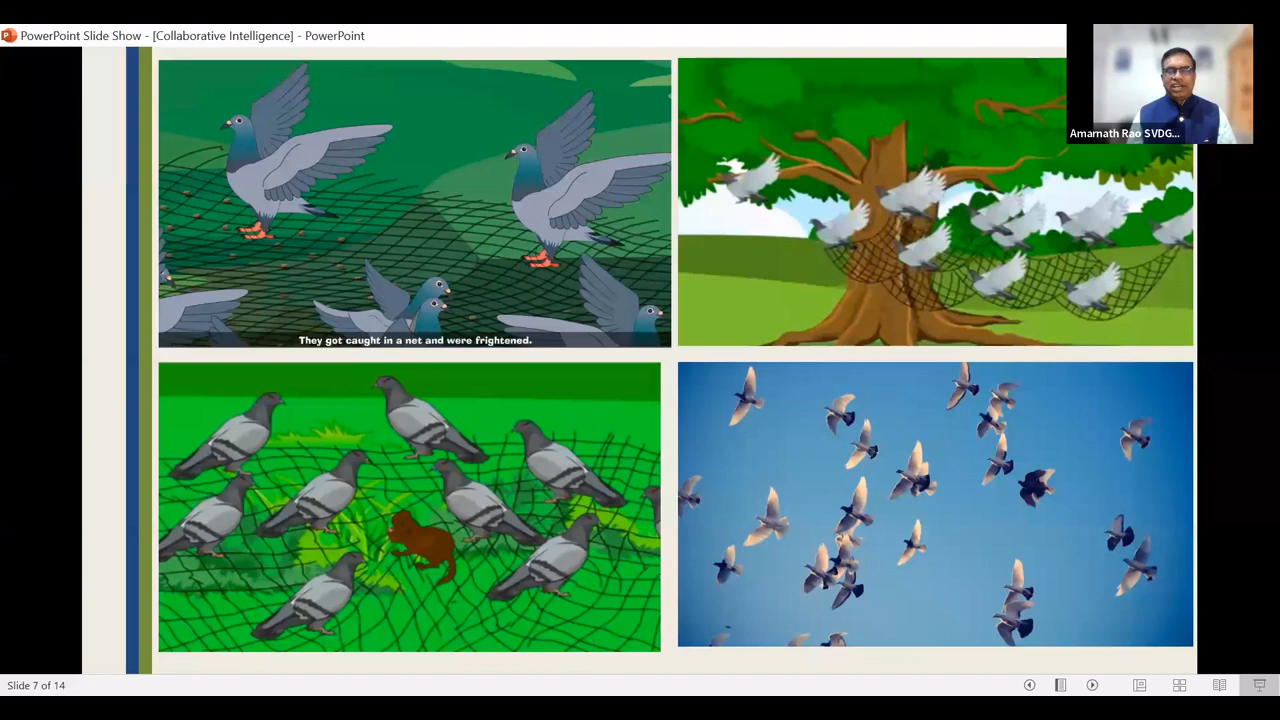 PowerPoint Slide Show - [Collaborative Intelligence] - PowerPoint
Amarnath Rao SVDG...
They got caught in a net and were frightened.
Slide 7 of 14